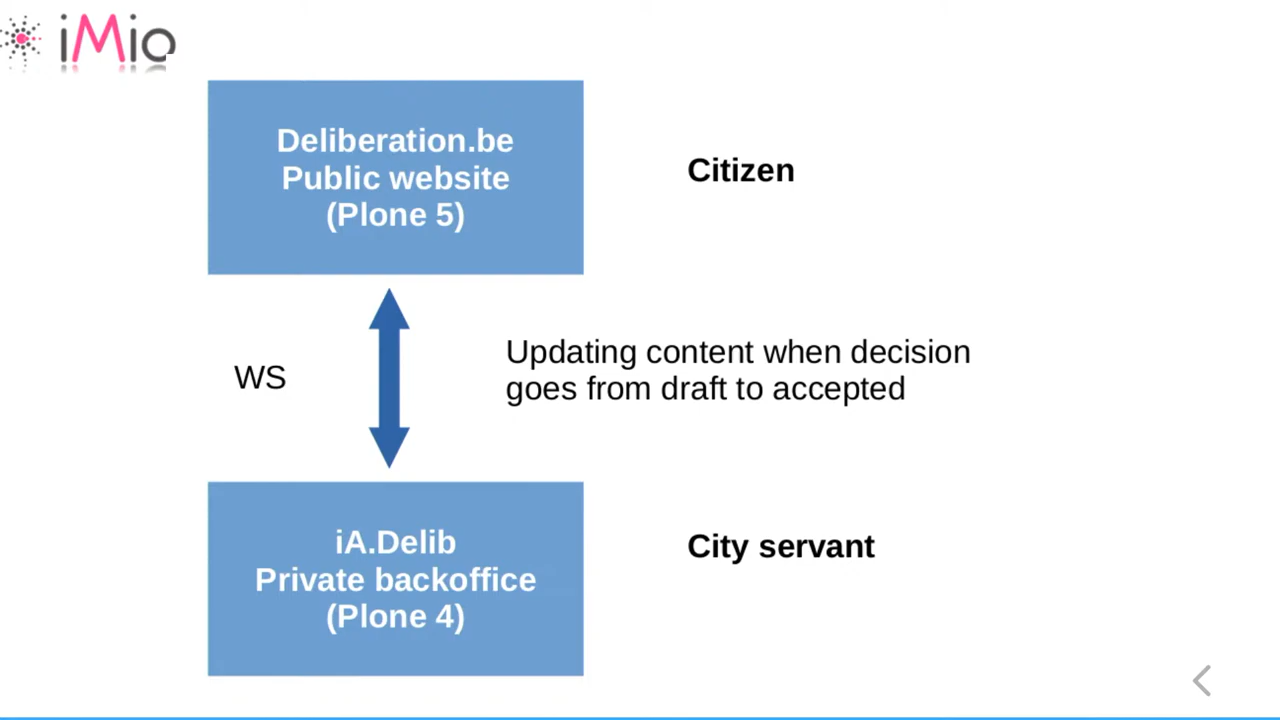 iMio
Deliberation.be
Public website
(Plone 5)
Citizen
WS
Updating content when decision
goes from draft to accepted
iA.Delib
Private backoffice
(Plone 4)
City servant